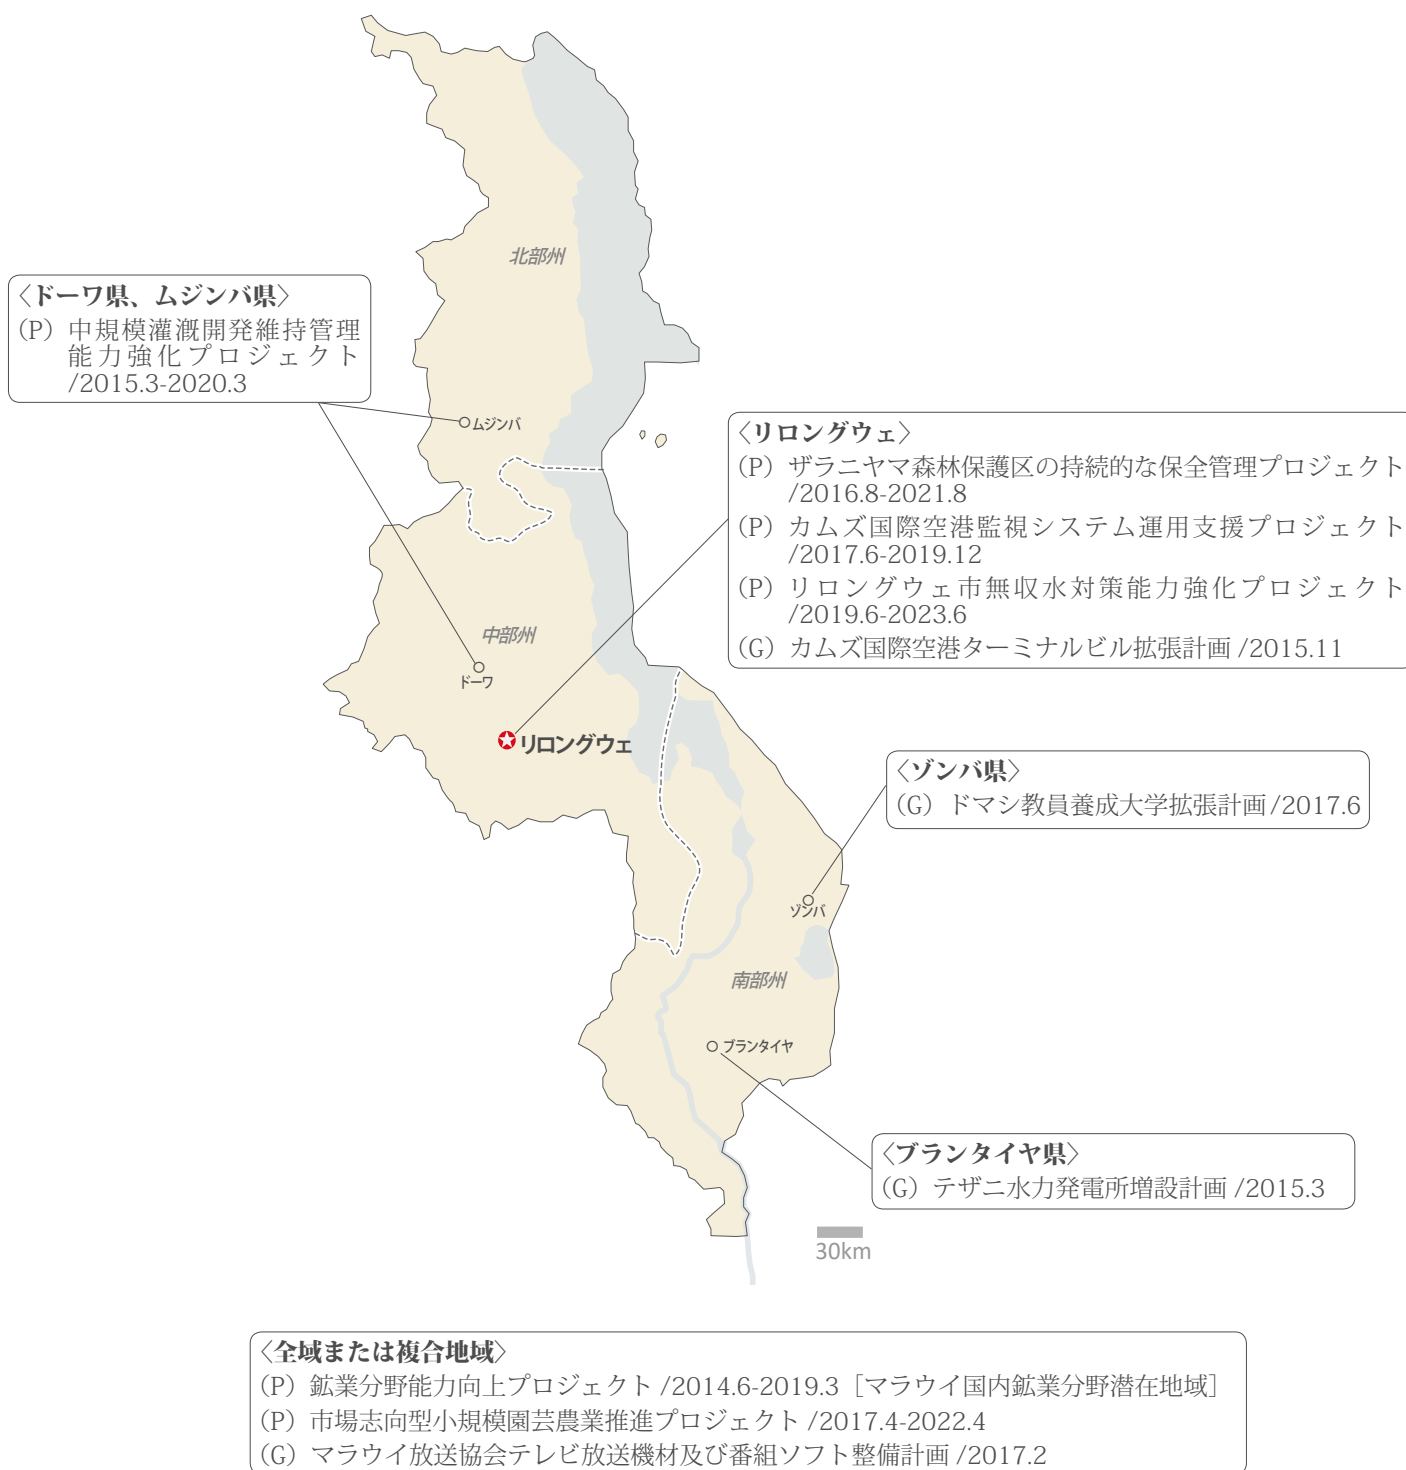 北部州
〈ドーワ県、ムジンバ県〉
(P) 中規模灌漑開発維持管理
能力強化プロジェクト
/2015.3-2020.3
ムジンバ
〈リロングウェ〉
(P) ザラニヤマ森林保護区の持続的な保全管理プロジェクト
/2016.8-2021.8
(P) カムズ国際空港監視システム運用支援プロジェクト
/2017.6-2019.12
(P) リロングウェ市無収水対策能力強化プロジェクト
/2019.6-2023.6
(G) カムズ国際空港ターミナルビル拡張計画 /2015.11
中部州
ドーワ
リロングウェ
〈ゾンバ県〉
(G) ドマシ教員養成大学拡張計画/2017.6
ゾンバ
南部州
ブランタイヤ
〈ブランタイヤ県〉
(G) テザニ水力発電所増設計画 /2015.3
30km
〈全域または複合地域〉
(P) 鉱業分野能力向上プロジェクト /2014.6-2019.3［マラウイ国内鉱業分野潜在地域］
(P) 市場志向型小規模園芸農業推進プロジェクト /2017.4-2022.4
(G) マラウイ放送協会テレビ放送機材及び番組ソフト整備計画 /2017.2